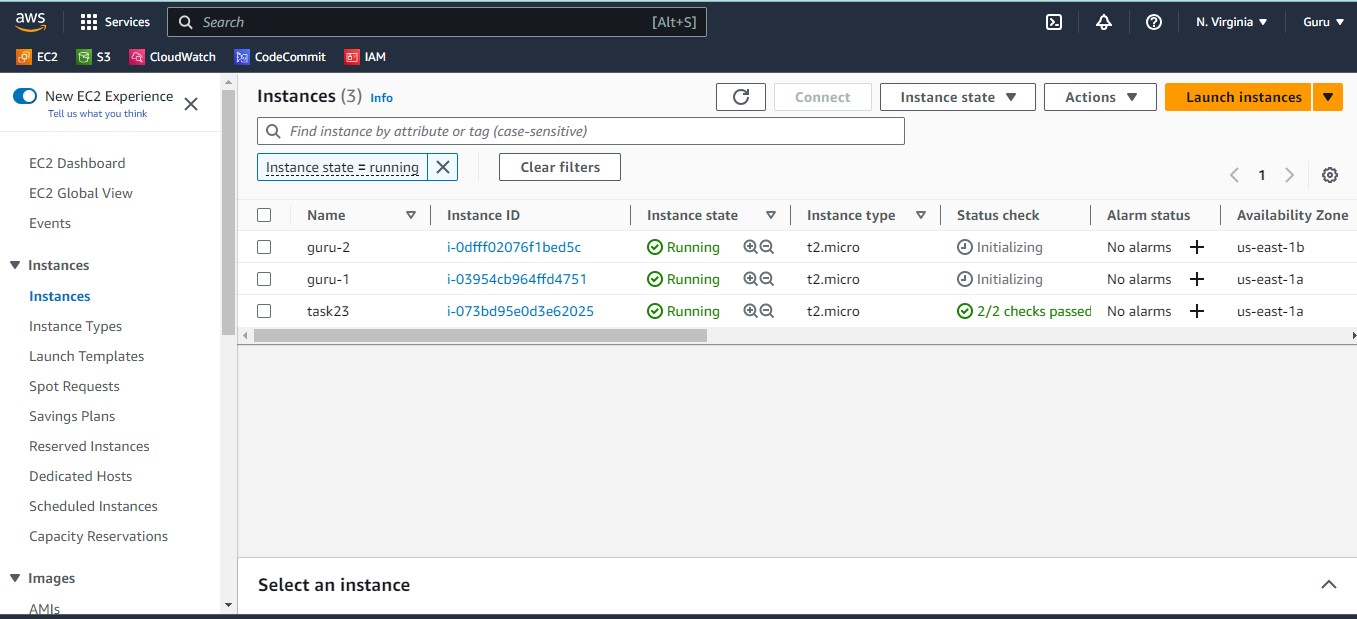 aws Services Search [Alt+S] N. Virginia Guru
EC2 S3 CloudWatch CodeCommit IAM
New EC2 Experience
Tell us what you think
EC2 Dashboard
EC2 Global View
Events
Instances
Instances
Instance Types
Launch Templates
Spot Requests
Savings Plans
Reserved Instances
Dedicated Hosts
Scheduled Instances
Capacity Reservations
Images
AMIs
Instances (3) Info Connect Instance state Actions Launch instances
Find instance by attribute or tag (case-sensitive)
Instance state = running Clear filters
1
Name Instance ID Instance state Instance type Status check Alarm status Availability Zone
guru-2 i-0dfff02076f1bed5c Running t2.micro Initializing No alarms us-east-1b
guru-1 i-03954cb964ffd4751 Running t2.micro Initializing No alarms us-east-1a
task23 i-073bd95e0d3e62025 Running t2.micro 2/2 checks passed No alarms us-east-1a
Select an instance